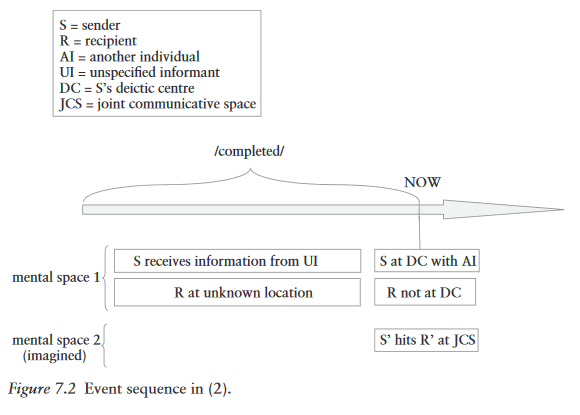 S = sender
R = recipient
AI = another individual
UI = unspecified informant
DC = S’s deictic centre
JCS = joint communicative space
/completed/
NOW
S receives information from UI
S at DC with AI
mental space 1
R at unknown location
R not at DC
mental space 2
(imagined)
S’ hits R’ at JCS
Figure 7.2 Event sequence in (2).